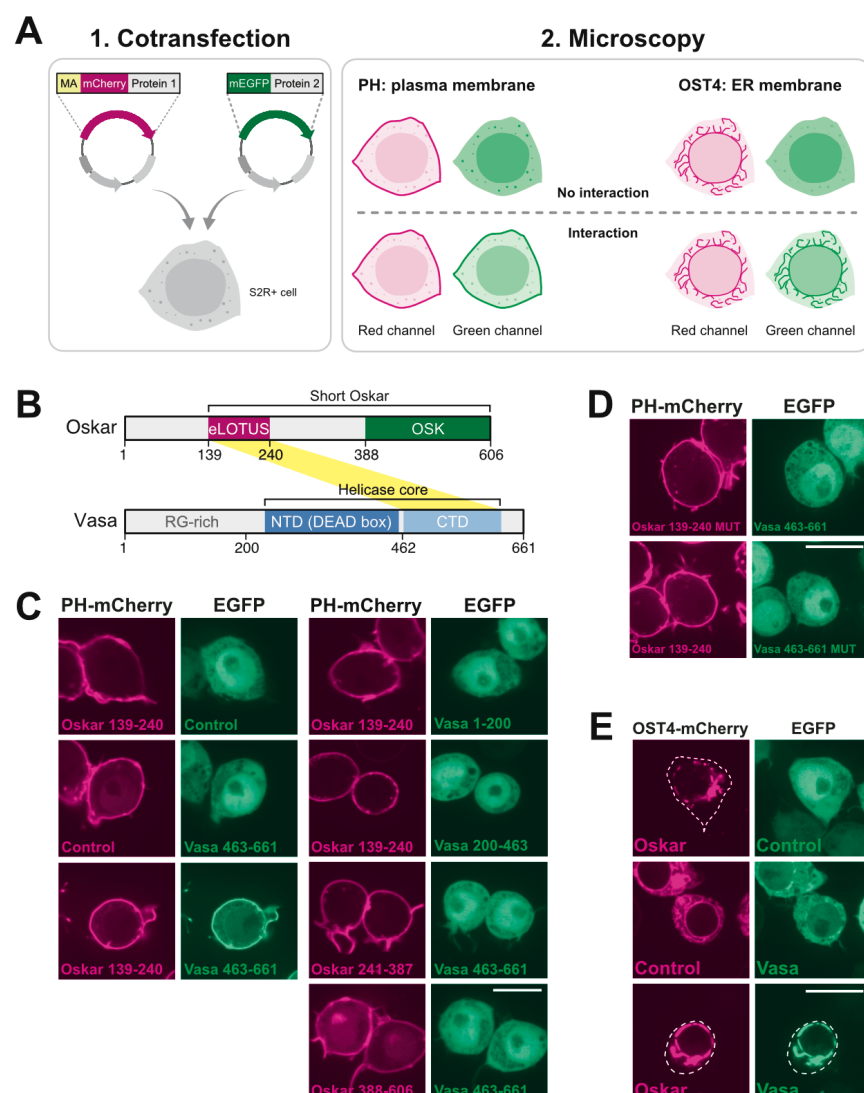 A
1. Cotransfection
2. Microscopy
MA mCherry Protein 1
mEGFP Protein 2
S2R+ cell
PH: plasma membrane
OST4: ER membrane
No interaction
Interaction
Red channel
Green channel
Red channel
Green channel
B
Short Oskar
Oskar
eLOTUS
OSK
1 139 240 388 606
Helicase core
Vasa
RG-rich
NTD (DEAD box)
CTD
1 200 462 661
C
PH-mCherry EGFP PH-mCherry EGFP
Oskar 139-240 Control Oskar 139-240 Vasa 1-200
Control Vasa 463-661 Oskar 139-240 Vasa 200-463
Oskar 139-240 Vasa 463-661 Oskar 241-387 Vasa 463-661
Oskar 388-606 Vasa 463-661
D
PH-mCherry EGFP
Oskar 139-240 MUT Vasa 463-661
Oskar 139-240 Vasa 463-661 MUT
E
OST4-mCherry EGFP
Oskar Control
Control Vasa
Oskar Vasa